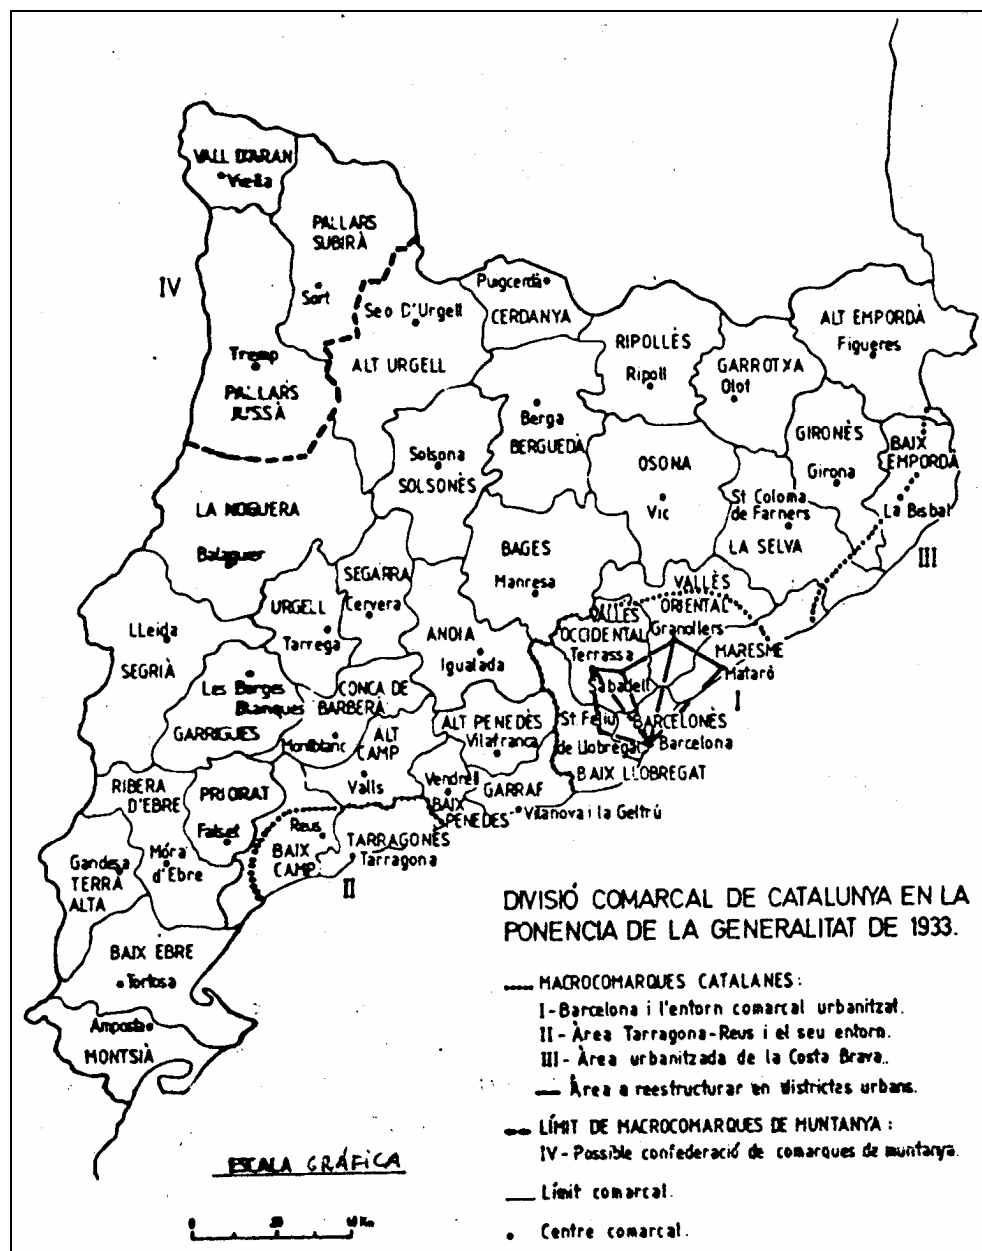 VALL D'ARAN
Viella
PALLARS
SUBIRÀ
Sort
IV
Tremp
PALLARS
JUSSÀ
Seo D'Urgell
ALT URGELL
Puigcerdà
CERDANYA
RIPOLLÈS
Ripoll
GARROTXA
Olot
ALT EMPORDÀ
Figueres
Berga
BERGUEDÀ
Solsona
SOLSONÈS
OSONA
Vic
GIRONÈS
Girona
BAIX
EMPORDÀ
La Bisbal
III
St Coloma
de Farners
LA SELVA
LA NOGUERA
Balaguer
BAGES
Manresa
SEGARRA
Cervera
URGELL
Tarrega
LLeida
SEGRIÀ
ANOIA
Igualada
VALLÈS
ORIENTAL
Granollers
VALLÈS
OCCIDENTAL
Terrassa
Sabadell
MARESME
Mataró
I
Les Borges
Blanques
GARRIGUES
CONCA DE
BARBERÀ
Montblanc
ALT
CAMP
Valls
ALT PENEDÈS
Vilafranca
St. Feliu
de Llobregat
BARCELONÈS
Barcelona
BAIX LLOBREGAT
Vendrell
BAIX
PENEDES
GARRAF
Vilanova i la Geltrú
RIBERA
D'EBRE
Móra
d'Ebre
PRIORAT
Falset
Reus
BAIX
CAMP
TARRAGONÈS
Tarragona
II
Gandesa
TERRA
ALTA
BAIX EBRE
Tortosa
Amposta
MONTSIÀ
DIVISIÓ COMARCAL DE CATALUNYA EN LA
PONENCIA DE LA GENERALITAT DE 1933.
MACROCOMARQUES CATALANES:
I-Barcelona i l'entorn comarcal urbanitzat.
II- Àrea Tarragona-Reus i el seu entorn.
III- Àrea urbanitzada de la Costa Brava.
Àrea a reestructurar en districtes urbans.
LÍMIT DE MACROCOMARQUES DE MUNTANYA:
IV-Possible confederació de comarques de muntanya.
Límit comarcal.
Centre comarcal.
ESCALA GRÁFICA
0 Km